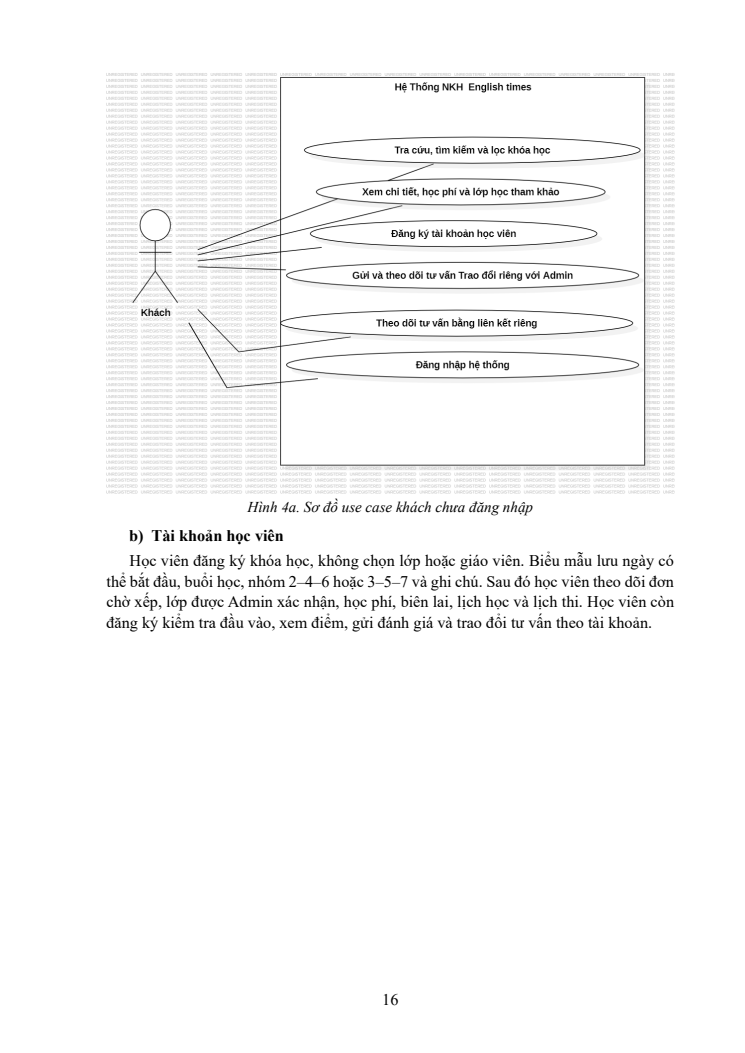 Hệ Thống NKH English times
Tra cứu, tìm kiếm và lọc khóa học
Xem chi tiết, học phí và lớp học tham khảo
Đăng ký tài khoản học viên
Gửi và theo dõi tư vấn Trao đổi riêng với Admin
Khách
Theo dõi tư vấn bằng liên kết riêng
Đăng nhập hệ thống
Hình 4a. Sơ đồ use case khách chưa đăng nhập
b) Tài khoản học viên
Học viên đăng ký khóa học, không chọn lớp hoặc giáo viên. Biểu mẫu lưu ngày có
thể bắt đầu, buổi học, nhóm 2–4–6 hoặc 3–5–7 và ghi chú. Sau đó học viên theo dõi đơn
chờ xếp, lớp được Admin xác nhận, học phí, biên lai, lịch học và lịch thi. Học viên còn
đăng ký kiểm tra đầu vào, xem điểm, gửi đánh giá và trao đổi tư vấn theo tài khoản.
16